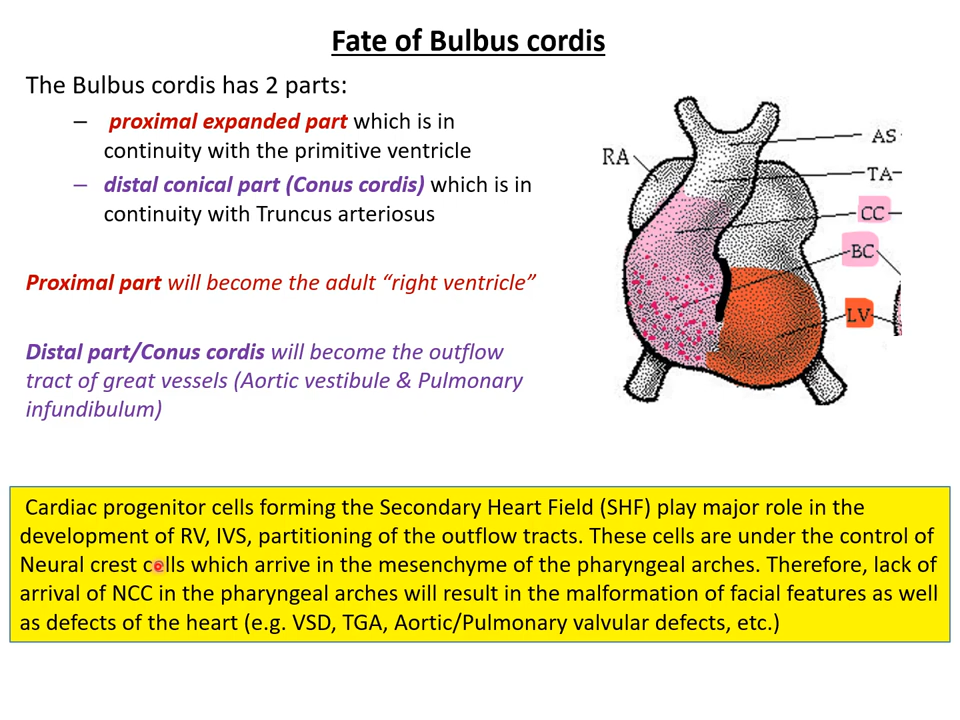 Fate of Bulbus cordis
The Bulbus cordis has 2 parts:
– proximal expanded part which is in
continuity with the primitive ventricle
– distal conical part (Conus cordis) which is in
continuity with Truncus arteriosus
Proximal part will become the adult “right ventricle”
Distal part/Conus cordis will become the outflow
tract of great vessels (Aortic vestibule & Pulmonary
infundibulum)
RA
AS
TA
CC
BC
LV
Cardiac progenitor cells forming the Secondary Heart Field (SHF) play major role in the
development of RV, IVS, partitioning of the outflow tracts. These cells are under the control of
Neural crest cells which arrive in the mesenchyme of the pharyngeal arches. Therefore, lack of
arrival of NCC in the pharyngeal arches will result in the malformation of facial features as well
as defects of the heart (e.g. VSD, TGA, Aortic/Pulmonary valvular defects, etc.)